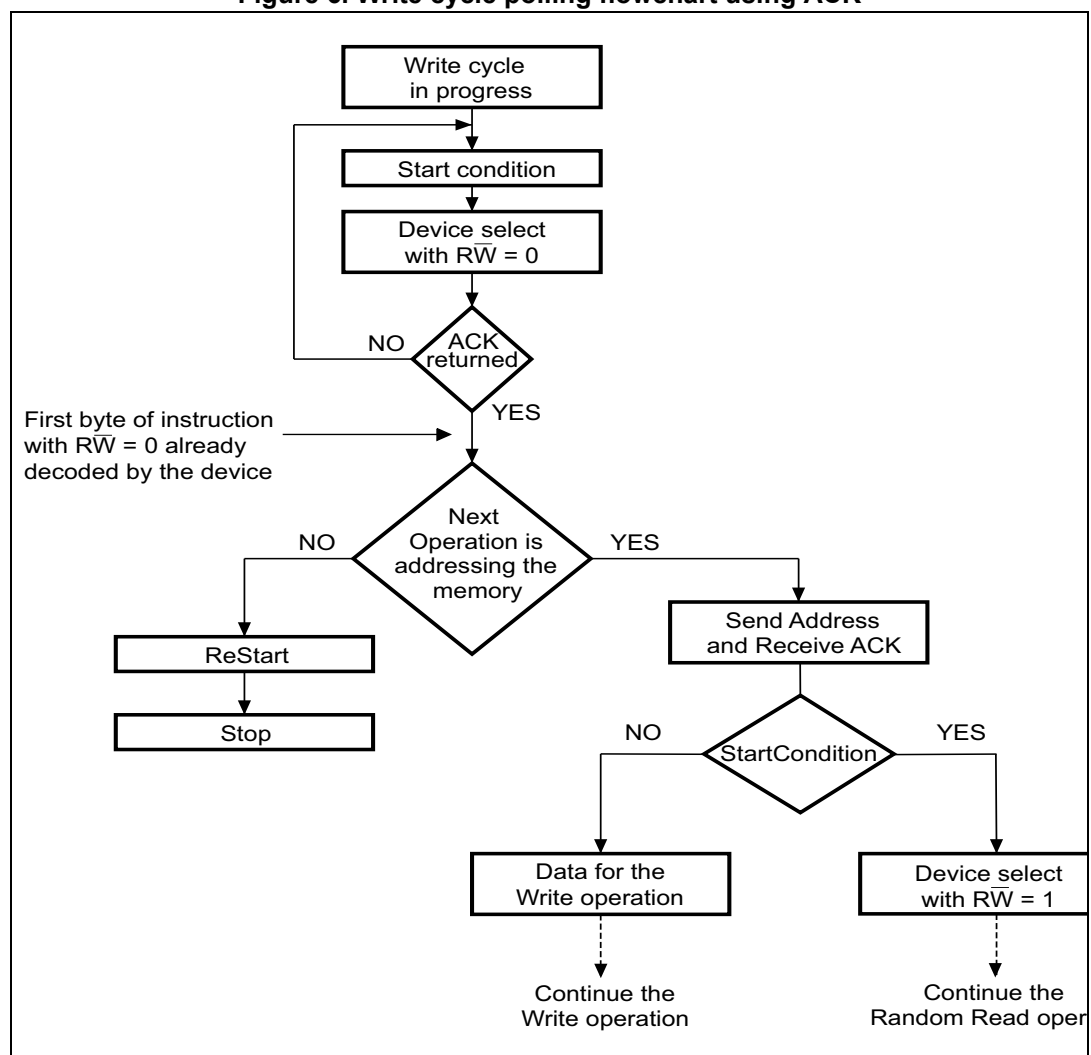 Write cycle
in progress
Start condition
Device select
with RW̅ = 0
NO
ACK
returned
YES
First byte of instruction
with RW̅ = 0 already
decoded by the device
Next
Operation is
addressing the
memory
NO
YES
ReStart
Stop
Send Address
and Receive ACK
StartCondition
NO
YES
Data for the
Write operation
Device select
with RW̅ = 1
Continue the
Write operation
Continue the
Random Read oper